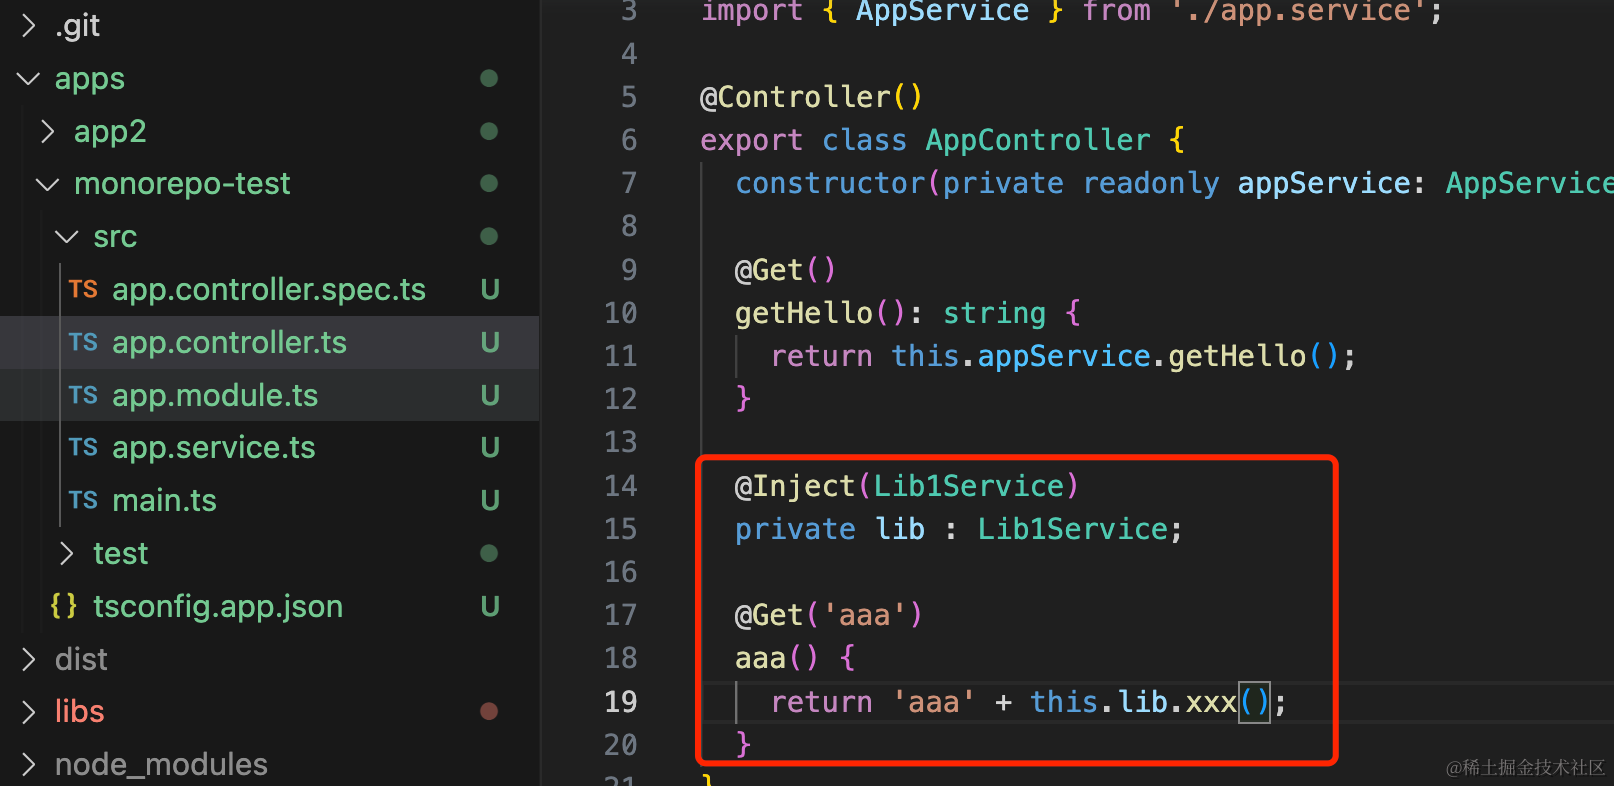 .git
apps
app2
monorepo-test
src
TS app.controller.spec.ts U
TS app.controller.ts U
TS app.module.ts U
TS app.service.ts U
TS main.ts U
test
{} tsconfig.app.json U
dist
libs
node_modules
3 import { AppService } from './app.service';
4
5 @Controller()
6 export class AppController {
7 constructor(private readonly appService: AppService
8
9 @Get()
10 getHello(): string {
11 return this.appService.getHello();
12 }
13
14 @Inject(Lib1Service)
15 private lib : Lib1Service;
16
17 @Get('aaa')
18 aaa() {
19 return 'aaa' + this.lib.xxx();
20 }
21 }
@稀土掘金技术社区